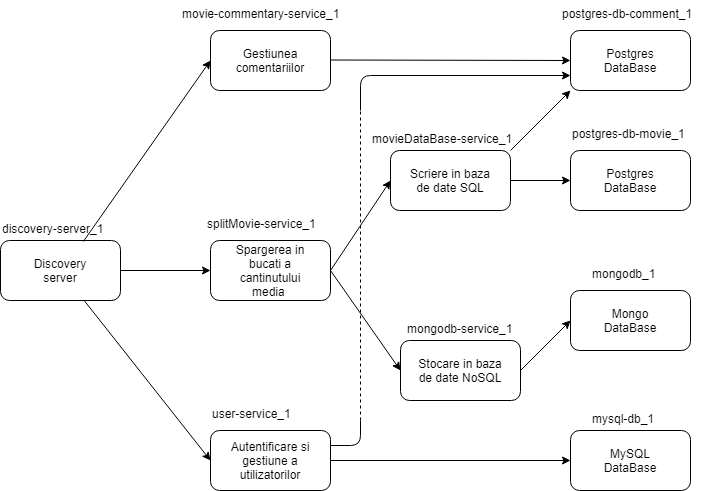 movie-commentary-service_1
postgres-db-comment_1
Gestiunea
comentariilor
Postgres
DataBase
movieDataBase-service_1
postgres-db-movie_1
Scriere in baza
de date SQL
Postgres
DataBase
discovery-server_1
splitMovie-service_1
Discovery
server
Spargerea in
bucati a
cantinutului
media
mongodb_1
Mongo
DataBase
mongodb-service_1
Stocare in baza
de date NoSQL
user-service_1
mysql-db_1
Autentificare si
gestiune a
utilizatorilor
MySQL
DataBase